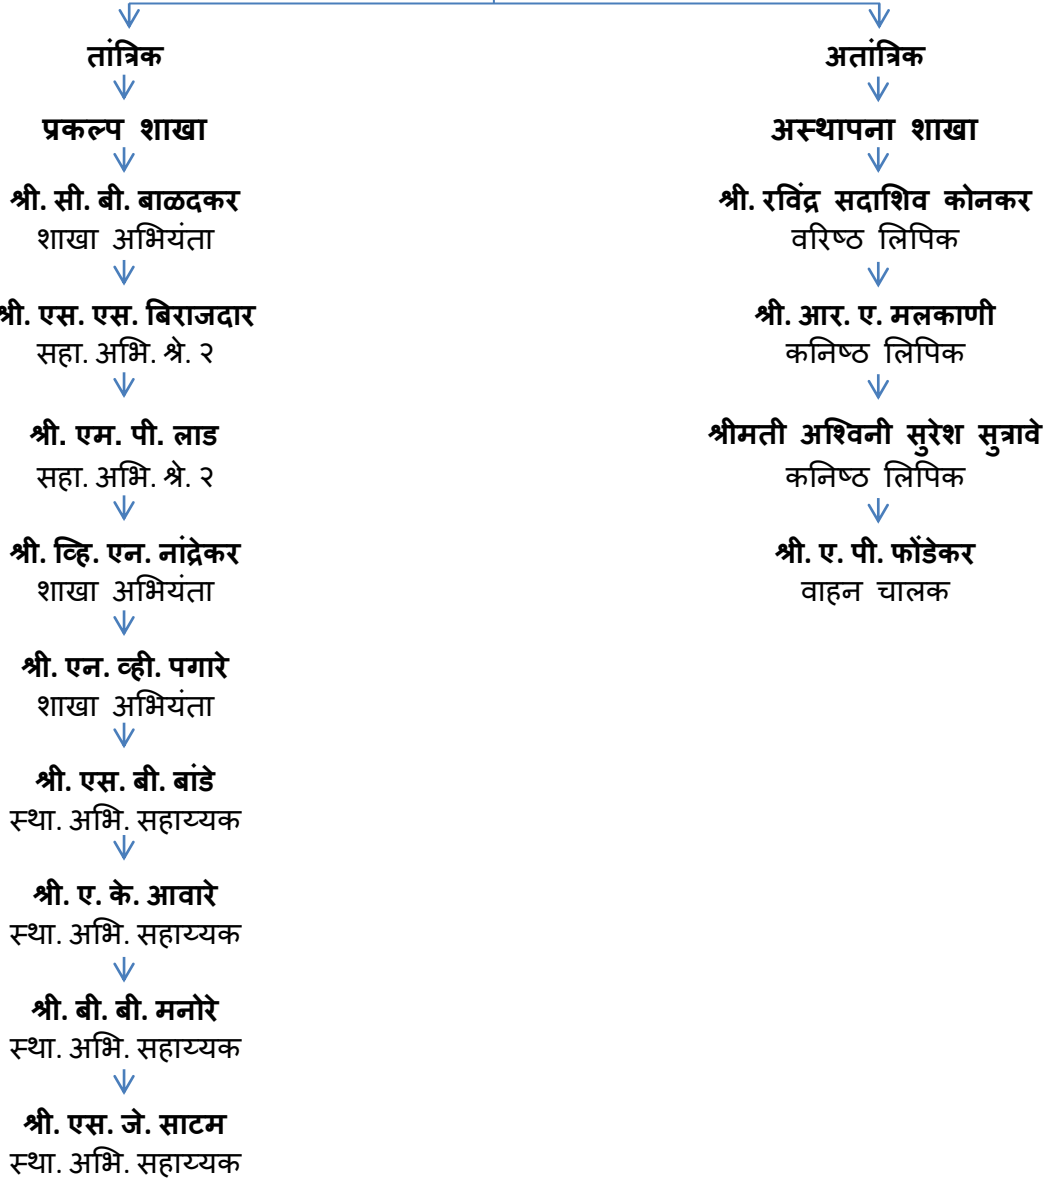 तांत्रिक
प्रकल्प शाखा
श्री. सी. बी. बाळदकर
शाखा अभियंता
श्री. एस. एस. बिराजदार
सहा. अभि. श्रे. २
श्री. एम. पी. लाड
सहा. अभि. श्रे. २
श्री. व्हि. एन. नांद्रेकर
शाखा अभियंता
श्री. एन. व्ही. पगारे
शाखा अभियंता
श्री. एस. बी. बांडे
स्था. अभि. सहाय्यक
श्री. ए. के. आवारे
स्था. अभि. सहाय्यक
श्री. बी. बी. मनोरे
स्था. अभि. सहाय्यक
श्री. एस. जे. साटम
स्था. अभि. सहाय्यक
अतांत्रिक
अस्थापना शाखा
श्री. रविंद्र सदाशिव कोनकर
वरिष्ठ लिपिक
श्री. आर. ए. मलकाणी
कनिष्ठ लिपिक
श्रीमती अश्विनी सुरेश सुत्रावे
कनिष्ठ लिपिक
श्री. ए. पी. फोंडेकर
वाहन चालक